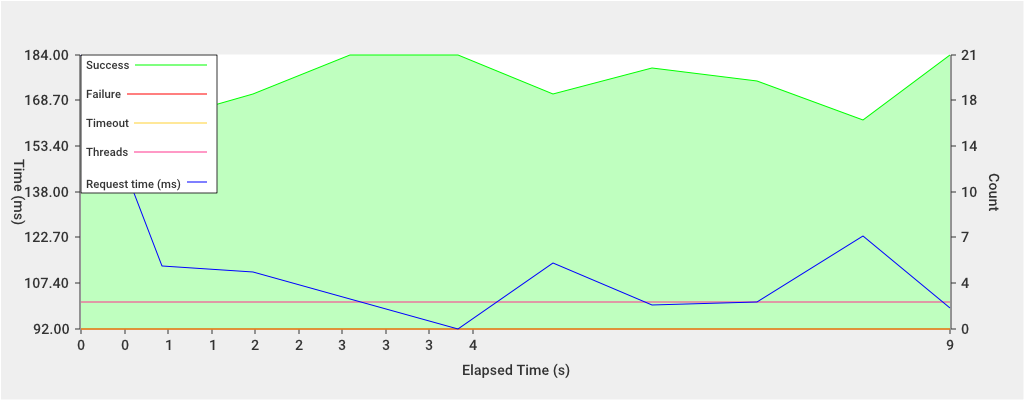 184.00
168.70
153.40
138.00
122.70
107.40
92.00
Time (ms)
Success
Failure
Timeout
Threads
Request time (ms)
21
18
14
10
7
4
0
Count
0 0 1 1 2 2 3 3 3 4 9
Elapsed Time (s)